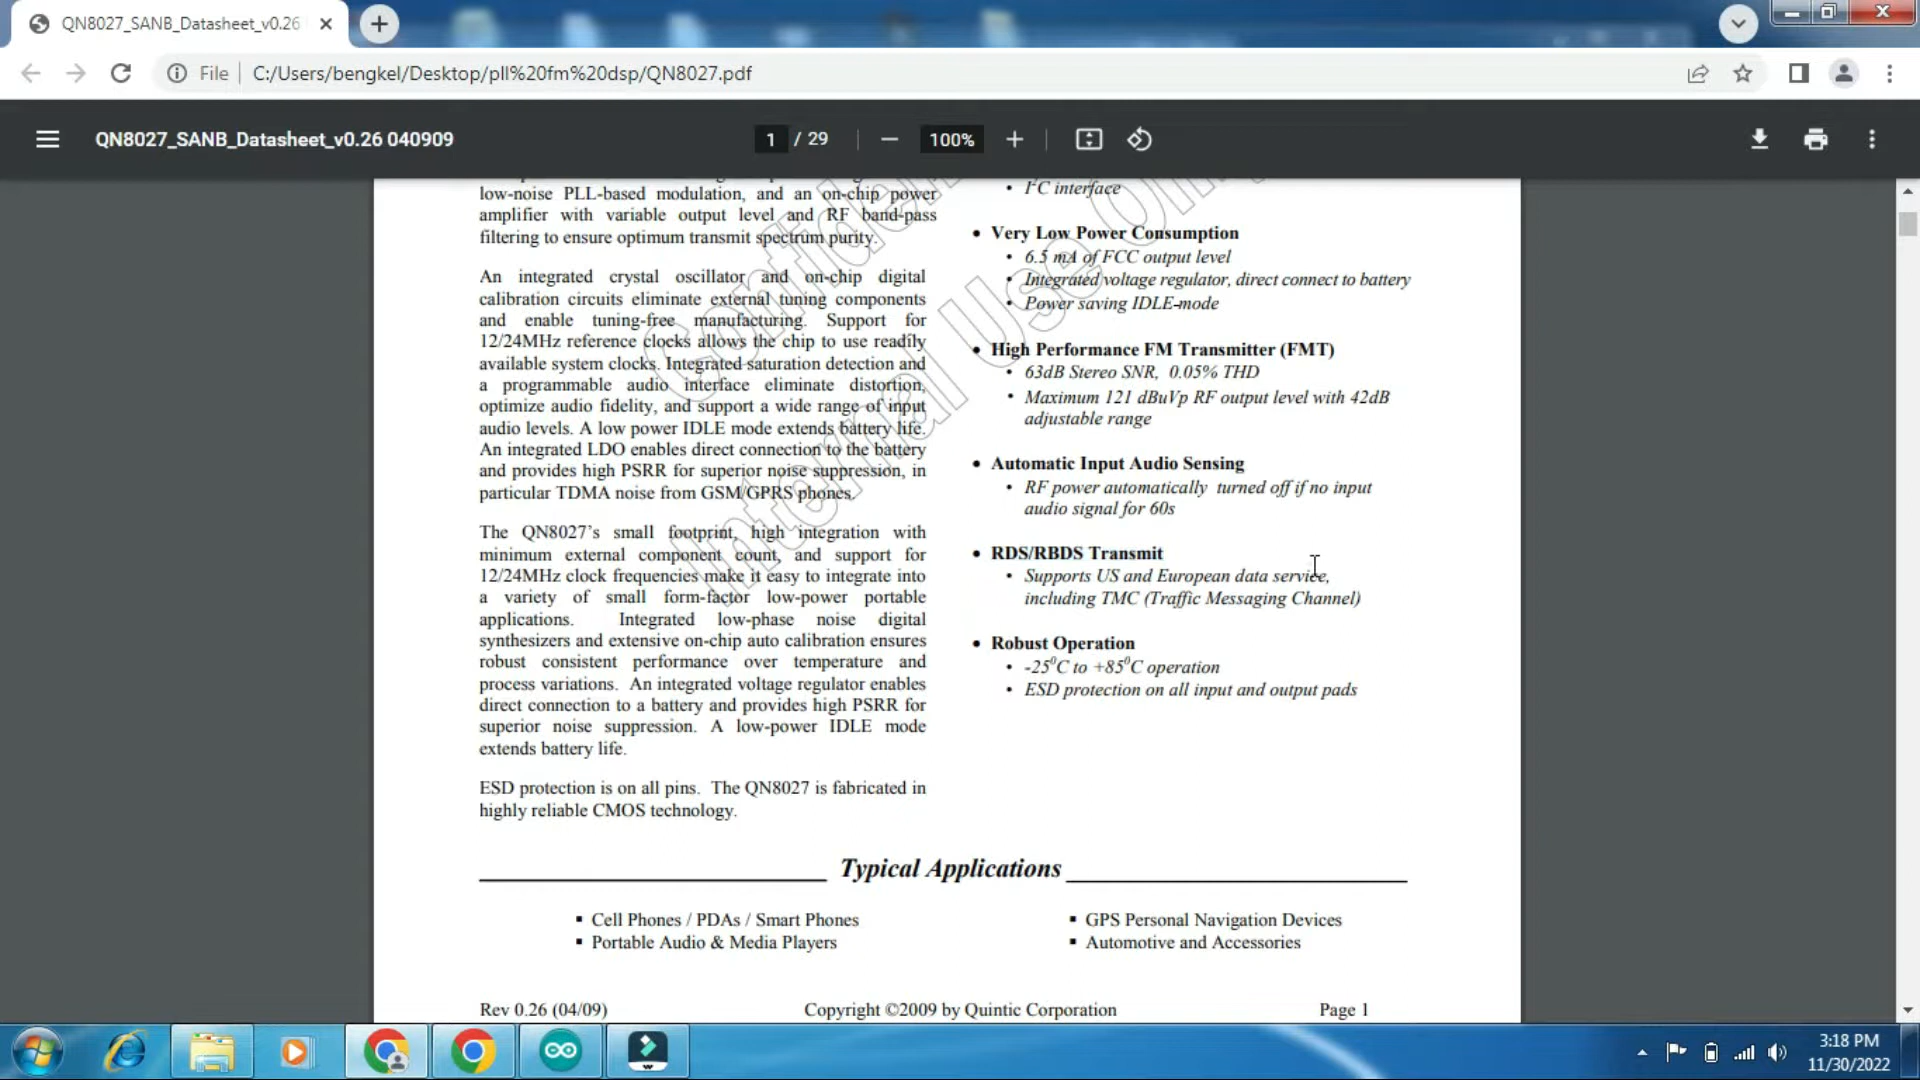 QN8027_SANB_Datasheet_v0.26
File
C:/Users/bengkel/Desktop/pll%20fm%20dsp/QN8027.pdf
QN8027_SANB_Datasheet_v0.26 040909
1 / 29
100%
low-noise PLL-based modulation, and an on-chip power
amplifier with variable output level and RF band-pass
filtering to ensure optimum transmit spectrum purity.
An integrated crystal oscillator and on-chip digital
calibration circuits eliminate external tuning components
and enable tuning-free manufacturing. Support for
12/24MHz reference clocks allows the chip to use readily
available system clocks. Integrated saturation detection and
a programmable audio interface eliminate distortion,
optimize audio fidelity, and support a wide range of input
audio levels. A low power IDLE mode extends battery life.
An integrated LDO enables direct connection to the battery
and provides high PSRR for superior noise suppression, in
particular TDMA noise from GSM/GPRS phones.
The QN8027's small footprint, high integration with
minimum external component count, and support for
12/24MHz clock frequencies make it easy to integrate into
a variety of small form-factor low-power portable
applications. Integrated low-phase noise digital
synthesizers and extensive on-chip auto calibration ensures
robust consistent performance over temperature and
process variations. An integrated voltage regulator enables
direct connection to a battery and provides high PSRR for
superior noise suppression. A low-power IDLE mode
extends battery life.
ESD protection is on all pins. The QN8027 is fabricated in
highly reliable CMOS technology.
• I²C interface
• Very Low Power Consumption
• 6.5 mA of FCC output level
• Integrated voltage regulator, direct connect to battery
• Power saving IDLE-mode
• High Performance FM Transmitter (FMT)
• 63dB Stereo SNR, 0.05% THD
• Maximum 121 dBuVp RF output level with 42dB
adjustable range
• Automatic Input Audio Sensing
• RF power automatically turned off if no input
audio signal for 60s
• RDS/RBDS Transmit
• Supports US and European data service,
including TMC (Traffic Messaging Channel)
• Robust Operation
• -25⁰C to +85⁰C operation
• ESD protection on all input and output pads
Internal Use
Typical Applications
▪ Cell Phones / PDAs / Smart Phones
▪ Portable Audio & Media Players
▪ GPS Personal Navigation Devices
▪ Automotive and Accessories
Rev 0.26 (04/09)
Copyright ©2009 by Quintic Corporation
Page 1
3:18 PM
11/30/2022